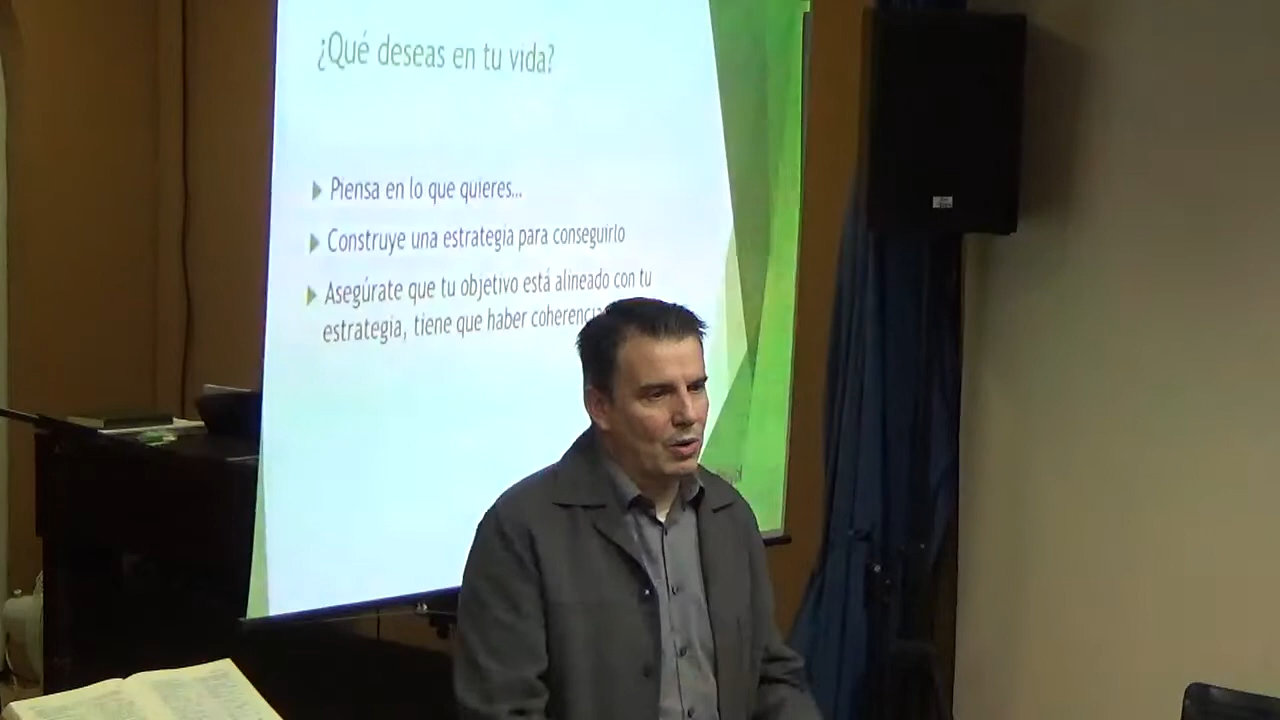 ¿Qué deseas en tu vida?
Piensa en lo que quieres...
Construye una estrategia para conseguirlo
Asegúrate que tu objetivo está alineado con tu
estrategia, tiene que haber coherencia